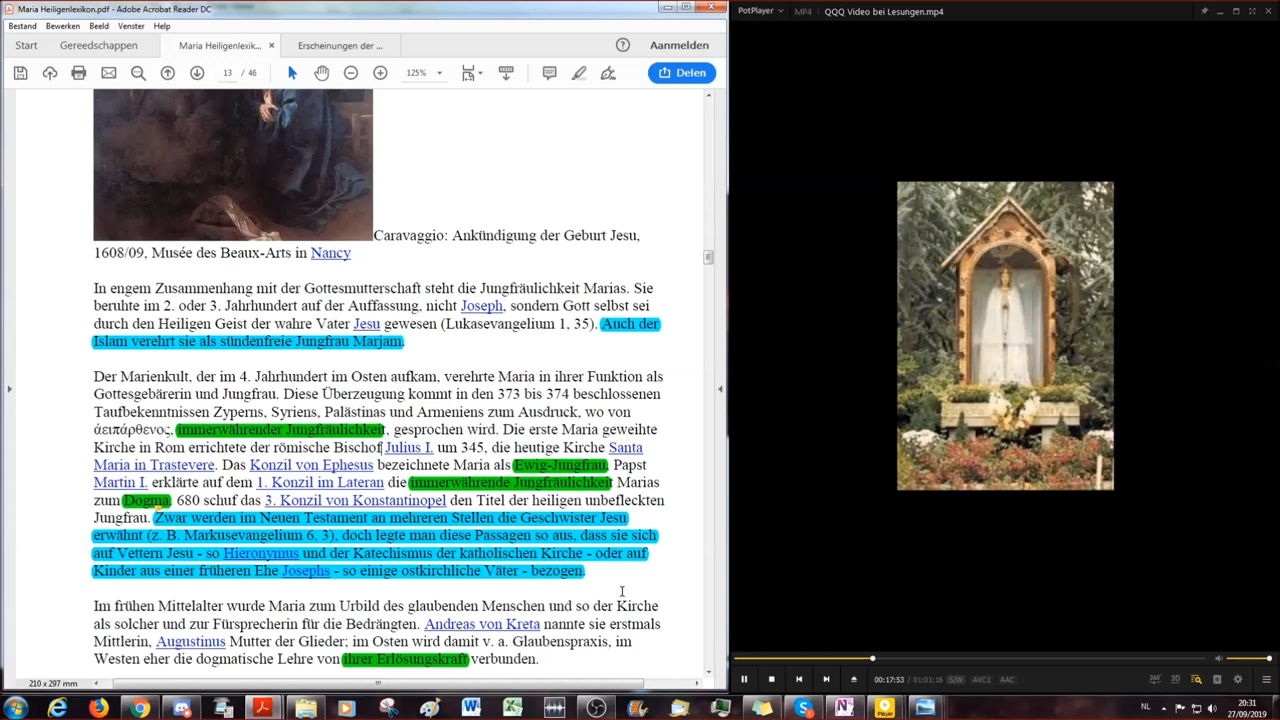 Maria Heiligenlexikon.pdf - Adobe Acrobat Reader DC
Bestand Bewerken Beeld Venster Help
Start Gereedschappen Maria Heiligenlexik... × Erscheinungen der ... Aanmelden
13 / 46 125% Delen
Caravaggio: Ankündigung der Geburt Jesu,
1608/09, Musée des Beaux-Arts in Nancy
In engem Zusammenhang mit der Gottesmutterschaft steht die Jungfräulichkeit Marias. Sie
beruhte im 2. oder 3. Jahrhundert auf der Auffassung, nicht Joseph, sondern Gott selbst sei
durch den Heiligen Geist der wahre Vater Jesu gewesen (Lukasevangelium 1, 35). Auch der
Islam verehrt sie als sündenfreie Jungfrau Marjam.
Der Marienkult, der im 4. Jahrhundert im Osten aufkam, verehrte Maria in ihrer Funktion als
Gottesgebärerin und Jungfrau. Diese Überzeugung kommt in den 373 bis 374 beschlossenen
Taufbekenntnissen Zyperns, Syriens, Palästinas und Armeniens zum Ausdruck, wo von
άειπάρθενος, immerwährender Jungfräulichkeit, gesprochen wird. Die erste Maria geweihte
Kirche in Rom errichtete der römische Bischof Julius I. um 345, die heutige Kirche Santa
Maria in Trastevere. Das Konzil von Ephesus bezeichnete Maria als Ewig-Jungfrau. Papst
Martin I. erklärte auf dem 1. Konzil im Lateran die immerwährende Jungfräulichkeit Marias
zum Dogma. 680 schuf das 3. Konzil von Konstantinopel den Titel der heiligen unbefleckten
Jungfrau. Zwar werden im Neuen Testament an mehreren Stellen die Geschwister Jesu
erwähnt (z. B. Markusevangelium 6, 3), doch legte man diese Passagen so aus, dass sie sich
auf Vettern Jesu - so Hieronymus und der Katechismus der katholischen Kirche - oder auf
Kinder aus einer früheren Ehe Josephs - so einige ostkirchliche Väter - bezogen.
Im frühen Mittelalter wurde Maria zum Urbild des glaubenden Menschen und so der Kirche
als solcher und zur Fürsprecherin für die Bedrängten. Andreas von Kreta nannte sie erstmals
Mittlerin, Augustinus Mutter der Glieder; im Osten wird damit v. a. Glaubenspraxis, im
Westen eher die dogmatische Lehre von ihrer Erlösungskraft verbunden.
210 x 297 mm
PotPlayer MP4 QQQ Video bei Lesungen.mp4
00:17:53 / 01:01:16 S/W AVC1 AAC
360° 3D
NL 20:31
27/09/2019